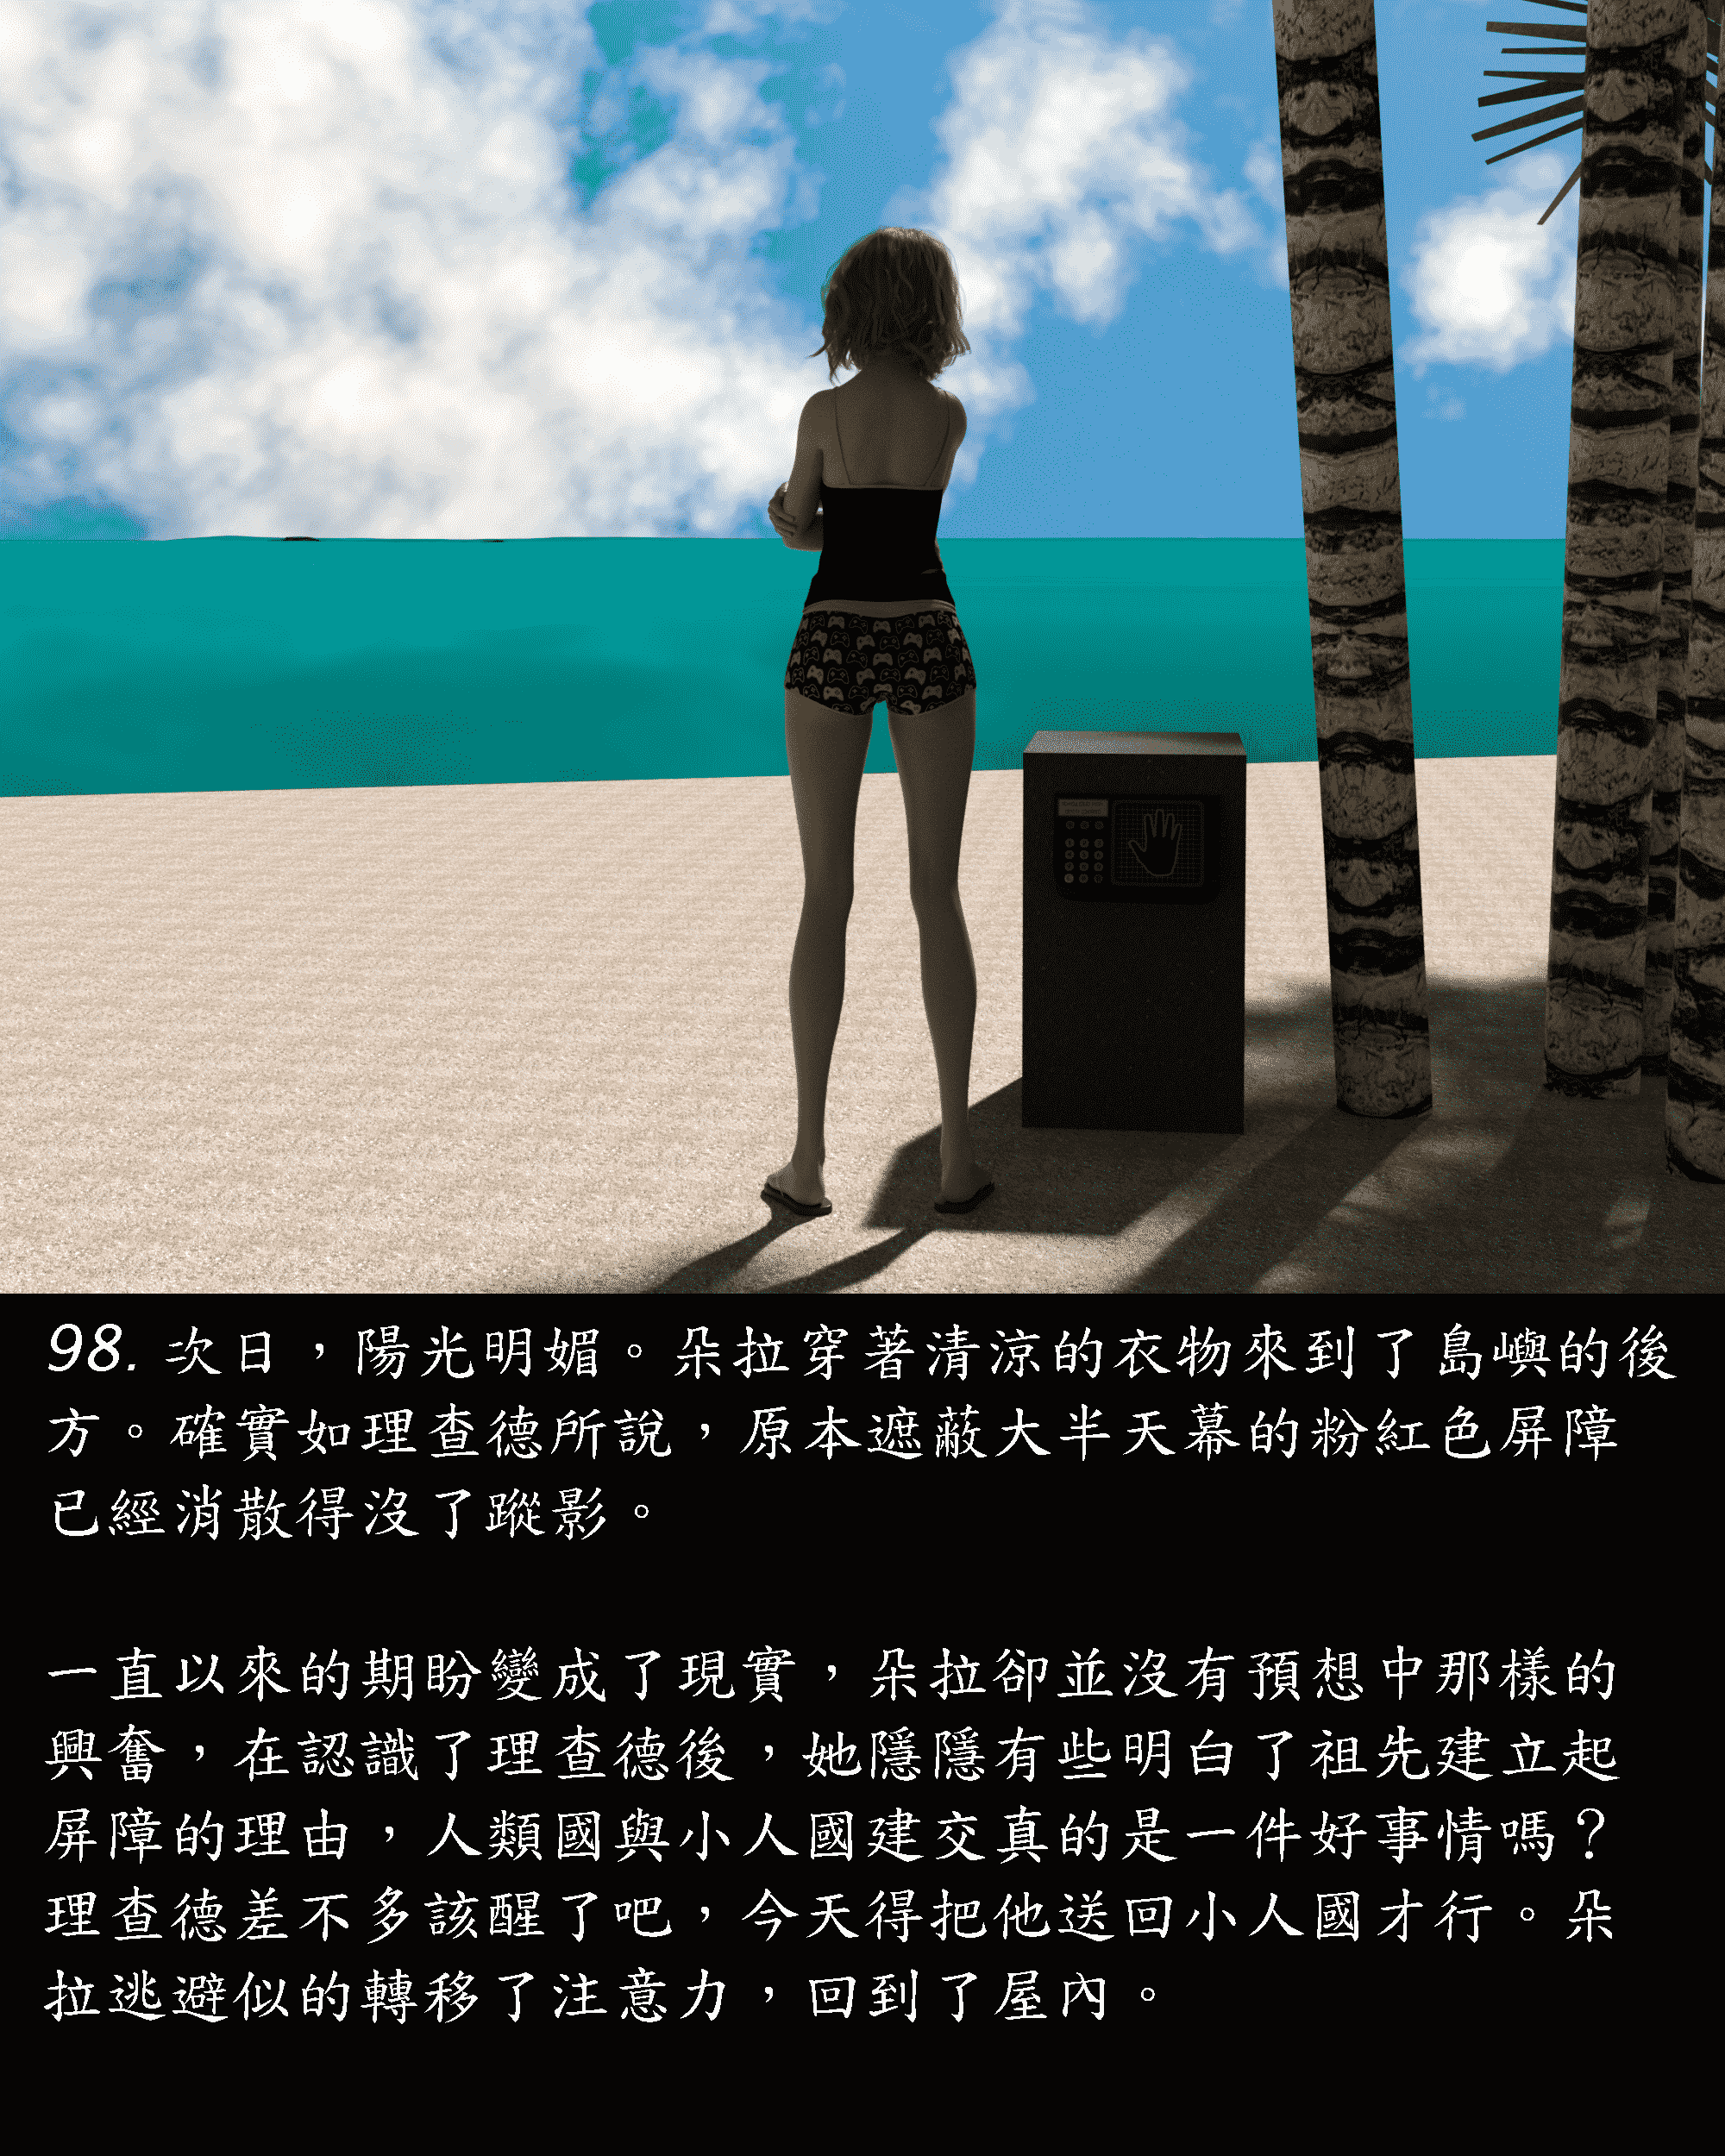 98. 次日，陽光明媚。朵拉穿著清涼的衣物來到了島嶼的後
方。確實如理查德所說，原本遮蔽大半天幕的粉紅色屏障
已經消散得沒了蹤影。
一直以來的期盼變成了現實，朵拉卻並沒有預想中那樣的
興奮，在認識了理查德後，她隱隱有些明白了祖先建立起
屏障的理由，人類國與小人國建交真的是一件好事情嗎？
理查德差不多該醒了吧，今天得把他送回小人國才行。朵
拉逃避似的轉移了注意力，回到了屋內。